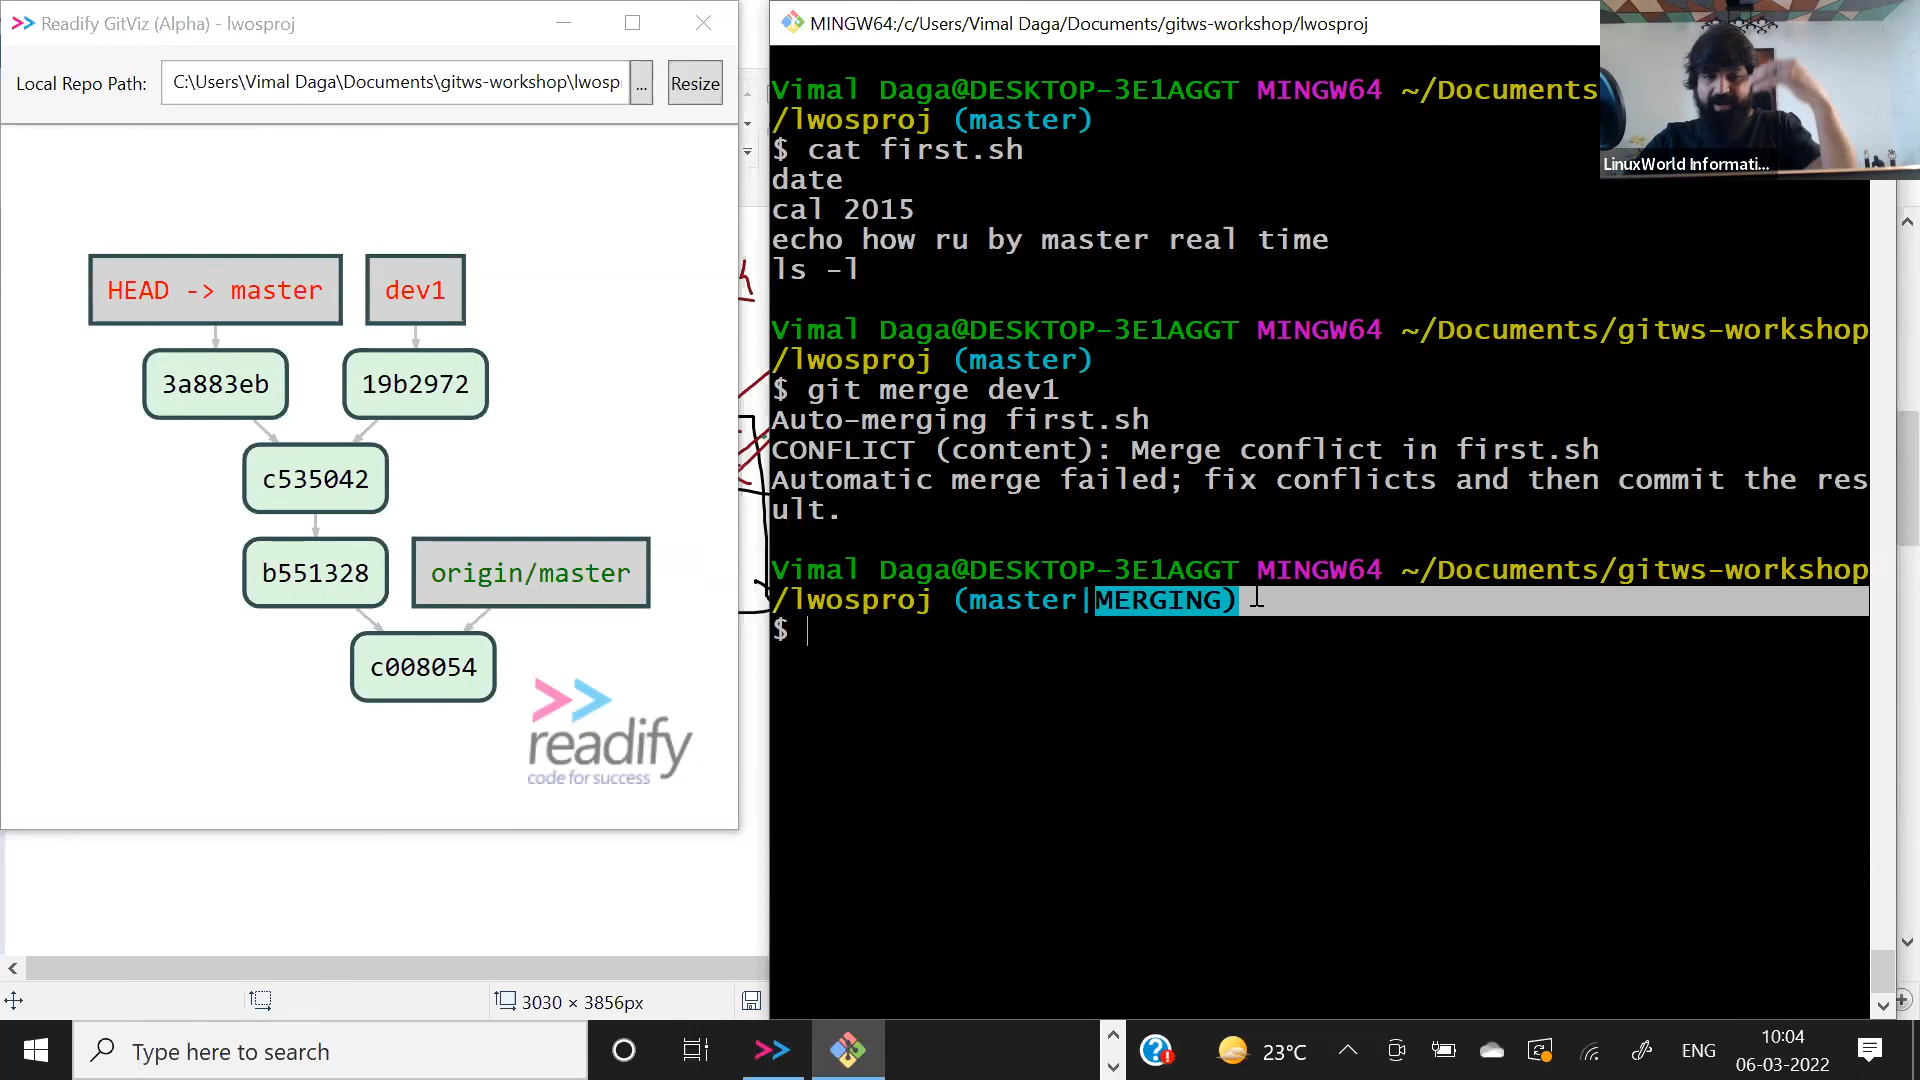 Readify GitViz (Alpha) - lwosproj
Local Repo Path:
C:\Users\Vimal Daga\Documents\gitws-workshop\lwosp
...
Resize
HEAD -> master
dev1
3a883eb
19b2972
c535042
b551328
origin/master
c008054
readify
code for success
3030 × 3856px
MINGW64:/c/Users/Vimal Daga/Documents/gitws-workshop/lwosproj
Vimal Daga@DESKTOP-3E1AGGT MINGW64 ~/Documents
/lwosproj (master)
$ cat first.sh
date
cal 2015
echo how ru by master real time
ls -l
Vimal Daga@DESKTOP-3E1AGGT MINGW64 ~/Documents/gitws-workshop
/lwosproj (master)
$ git merge dev1
Auto-merging first.sh
CONFLICT (content): Merge conflict in first.sh
Automatic merge failed; fix conflicts and then commit the res
ult.
Vimal Daga@DESKTOP-3E1AGGT MINGW64 ~/Documents/gitws-workshop
/lwosproj (master|MERGING)
$
LinuxWorld Informati...
Type here to search
23°C
ENG
10:04
06-03-2022